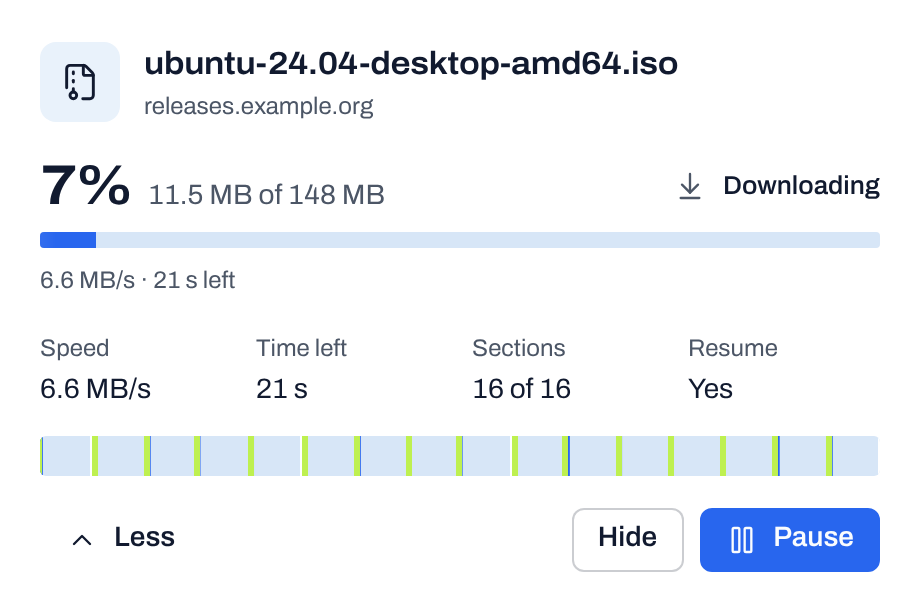 ubuntu-24.04-desktop-amd64.iso
releases.example.org
7% 11.5 MB of 148 MB Downloading
6.6 MB/s · 21 s left
Speed Time left Sections Resume
6.6 MB/s 21 s 16 of 16 Yes
Less Hide Pause